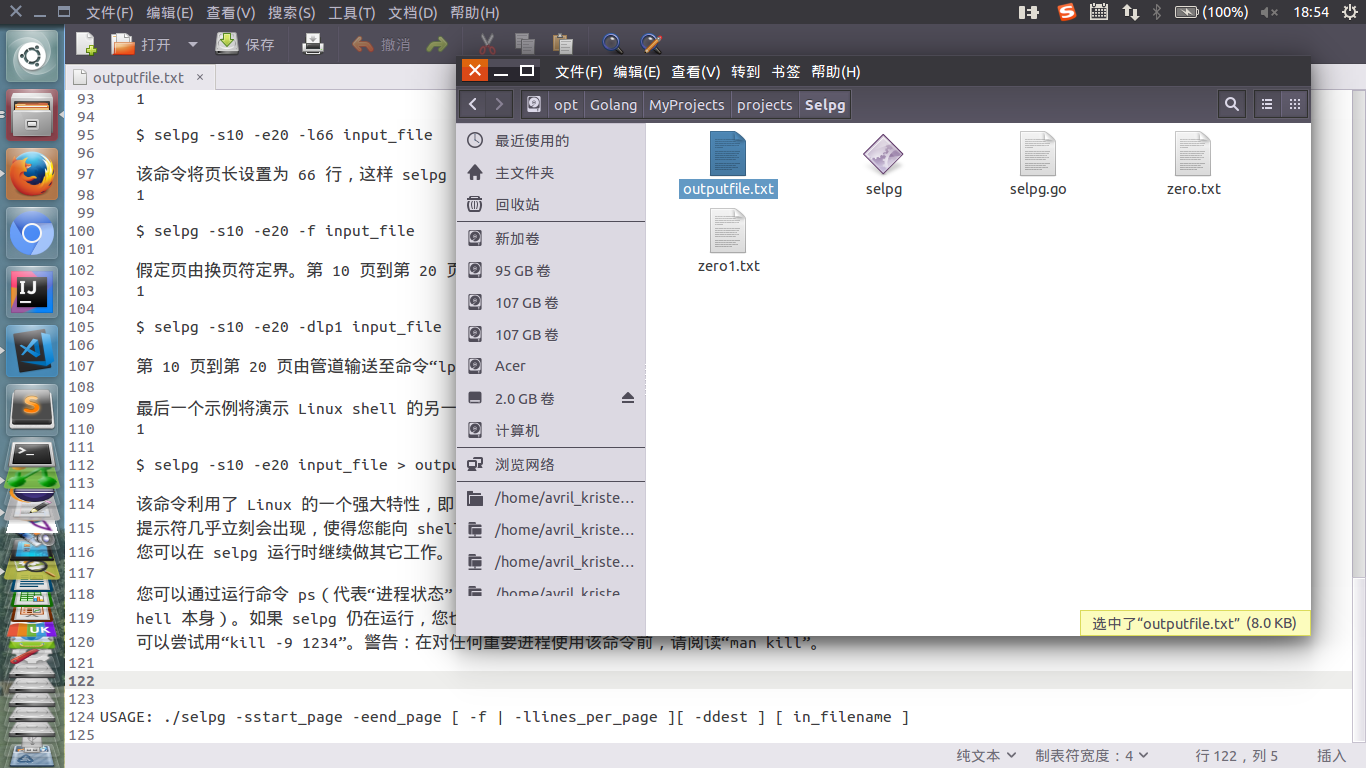 文件(F) 编辑(E) 查看(V) 搜索(S) 工具(T) 文档(D) 帮助(H)
(100%) 18:54
打开 保存 撤消
outputfile.txt ×
93 1
94
95 $ selpg -s10 -e20 -l66 input_file
96
97 该命令将页长设置为 66 行，这样 selpg
98 1
99
100 $ selpg -s10 -e20 -f input_file
101
102 假定页由换页符定界。第 10 页到第 20 页
103 1
104
105 $ selpg -s10 -e20 -dlp1 input_file
106
107 第 10 页到第 20 页由管道输送至命令“lp
108
109 最后一个示例将演示 Linux shell 的另一
110 1
111
112 $ selpg -s10 -e20 input_file > outpu
113
114 该命令利用了 Linux 的一个强大特性，即
115 提示符几乎立刻会出现，使得您能向 shell
116 您可以在 selpg 运行时继续做其它工作。
117
118 您可以通过运行命令 ps（代表“进程状态”
119 hell 本身）。如果 selpg 仍在运行，您也
120 可以尝试用“kill -9 1234”。警告：在对任何重要进程使用该命令前，请阅读“man kill”。
121
122
123
124 USAGE: ./selpg -sstart_page -eend_page [ -f | -llines_per_page ][ -ddest ] [ in_filename ]
125
纯文本 制表符宽度：4 行 122，列 5 插入
文件(F) 编辑(E) 查看(V) 转到 书签 帮助(H)
opt Golang MyProjects projects Selpg
最近使用的
主文件夹
回收站
新加卷
95 GB 卷
107 GB 卷
107 GB 卷
Acer
2.0 GB 卷
计算机
浏览网络
/home/avril_kriste…
/home/avril_kriste…
/home/avril_kriste…
/home/avril_kriste
outputfile.txt selpg selpg.go zero.txt
zero1.txt
选中了“outputfile.txt” (8.0 KB)
IJ
S
UK